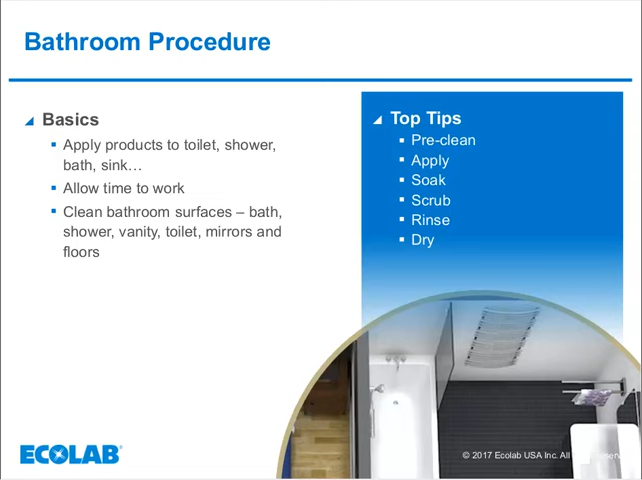 Bathroom Procedure
Basics
Apply products to toilet, shower,
bath, sink…
Allow time to work
Clean bathroom surfaces – bath,
shower, vanity, toilet, mirrors and
floors
Top Tips
Pre-clean
Apply
Soak
Scrub
Rinse
Dry
ECOLAB®
© 2017 Ecolab USA Inc. All